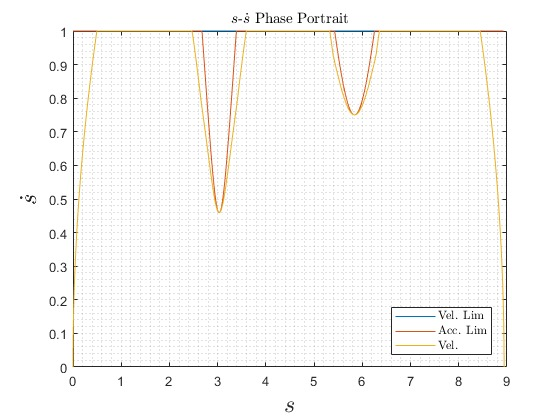 s-ṡ Phase Portrait
1
0.9
0.8
0.7
0.6
0.5
0.4
0.3
0.2
0.1
0
ṡ
0 1 2 3 4 5 6 7 8 9
s
Vel. Lim
Acc. Lim
Vel.